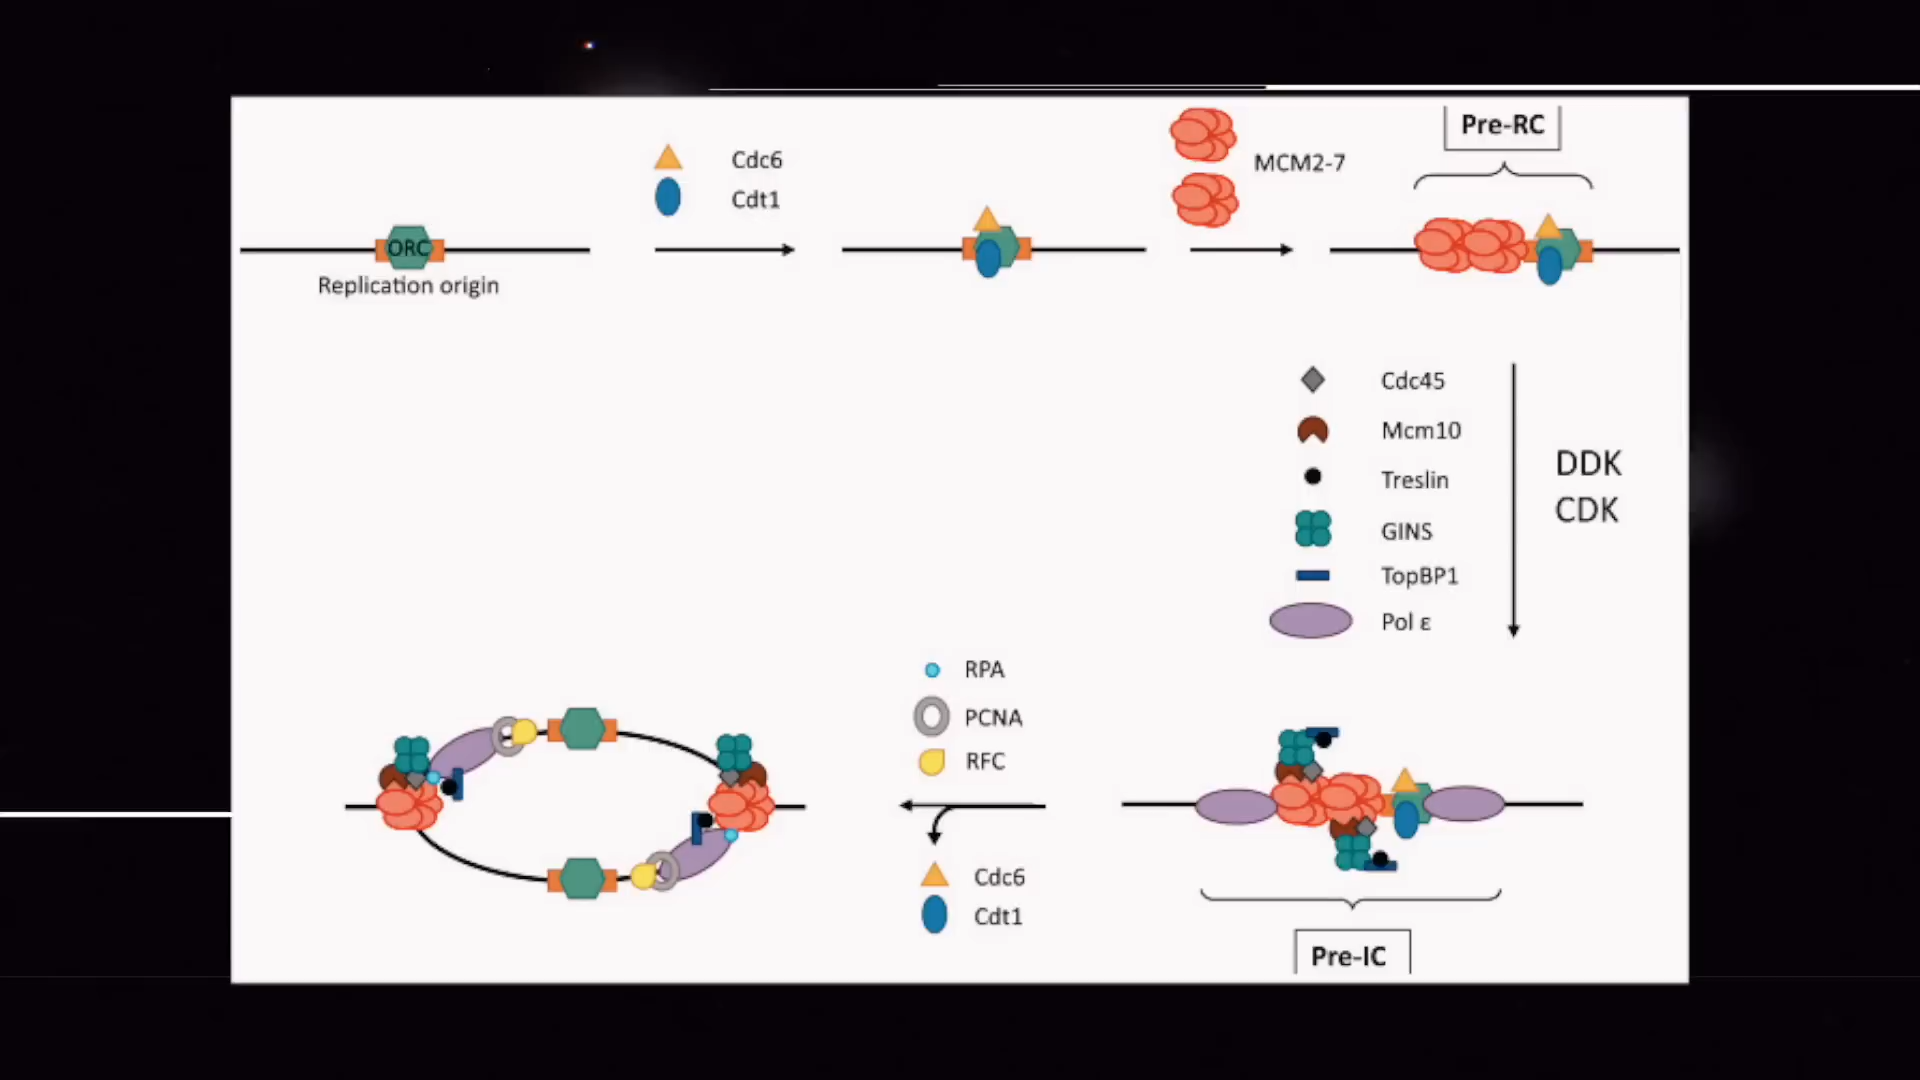 Cdc6
Cdt1
MCM2-7
Pre-RC
ORC
Replication origin
Cdc45
Mcm10
Treslin
GINS
TopBP1
Pol ε
DDK
CDK
RPA
PCNA
RFC
Cdc6
Cdt1
Pre-IC